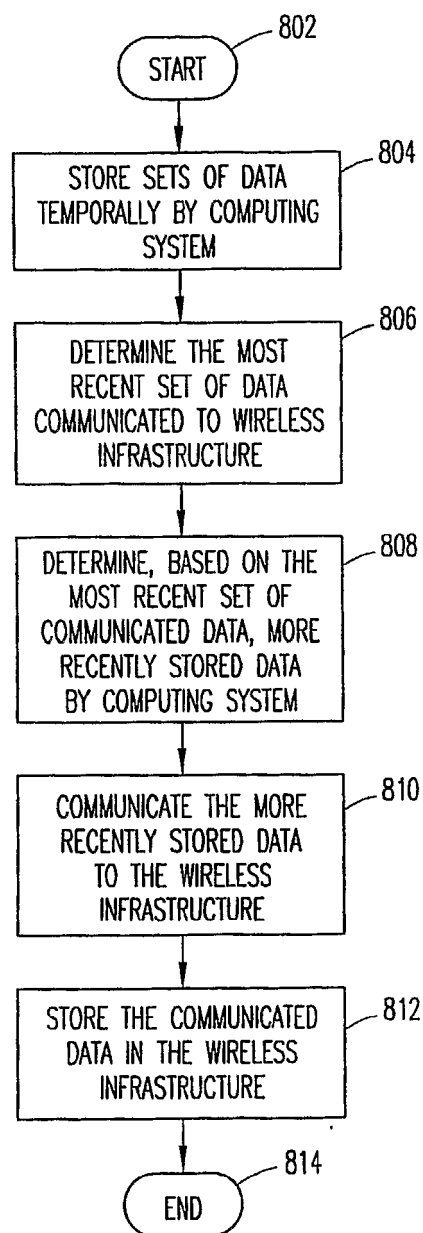 802
START
804
STORE SETS OF DATA
TEMPORALLY BY COMPUTING
SYSTEM
806
DETERMINE THE MOST
RECENT SET OF DATA
COMMUNICATED TO WIRELESS
INFRASTRUCTURE
808
DETERMINE, BASED ON THE
MOST RECENT SET OF
COMMUNICATED DATA, MORE
RECENTLY STORED DATA
BY COMPUTING SYSTEM
810
COMMUNICATE THE MORE
RECENTLY STORED DATA
TO THE WIRELESS
INFRASTRUCTURE
812
STORE THE COMMUNICATED
DATA IN THE WIRELESS
INFRASTRUCTURE
814
END